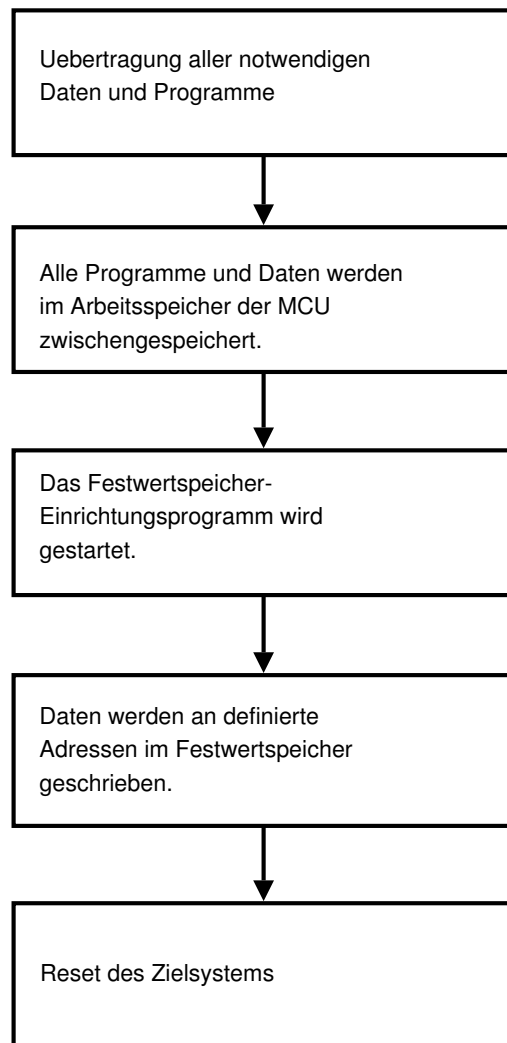 Uebertragung aller notwendigen
Daten und Programme
Alle Programme und Daten werden
im Arbeitsspeicher der MCU
zwischengespeichert.
Das Festwertspeicher-
Einrichtungsprogramm wird
gestartet.
Daten werden an definierte
Adressen im Festwertspeicher
geschrieben.
Reset des Zielsystems